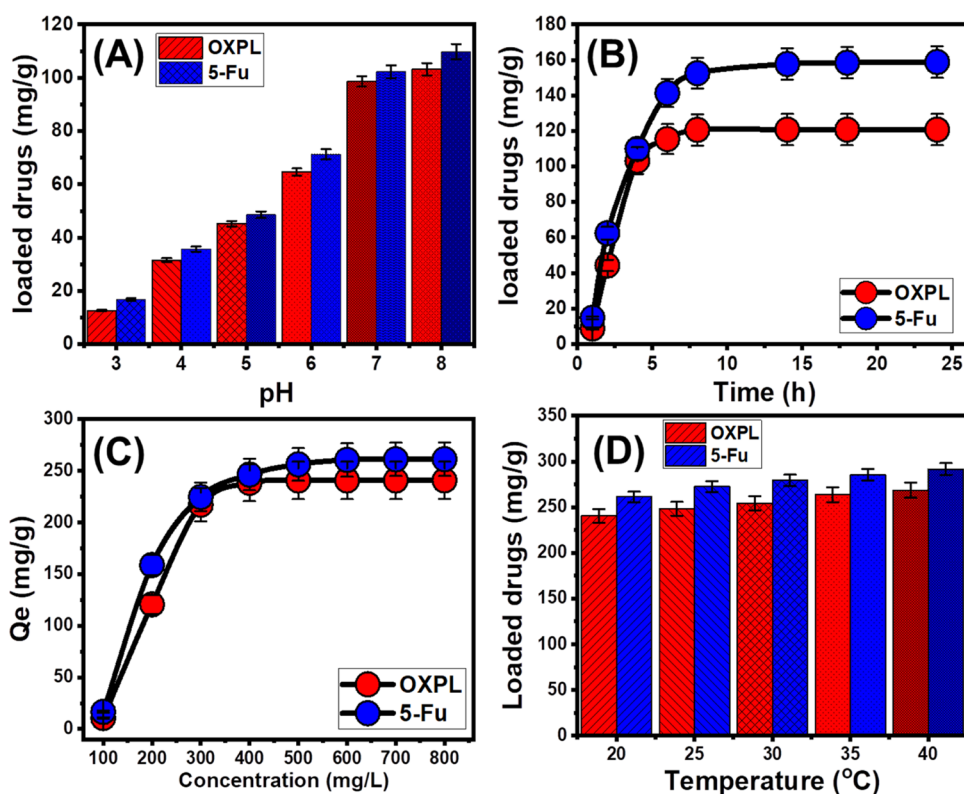 (A)
OXPL
5-Fu
loaded drugs (mg/g)
120
100
80
60
40
20
0
3 4 5 6 7 8
pH
(B)
loaded drugs (mg/g)
180
160
140
120
100
80
60
40
20
0
OXPL
5-Fu
0 5 10 15 20 25
Time (h)
(C)
Qe (mg/g)
300
250
200
150
100
50
0
OXPL
5-Fu
100 200 300 400 500 600 700 800
Concentration (mg/L)
(D)
OXPL
5-Fu
Loaded drugs (mg/g)
350
300
250
200
150
100
50
0
20 25 30 35 40
Temperature (°C)